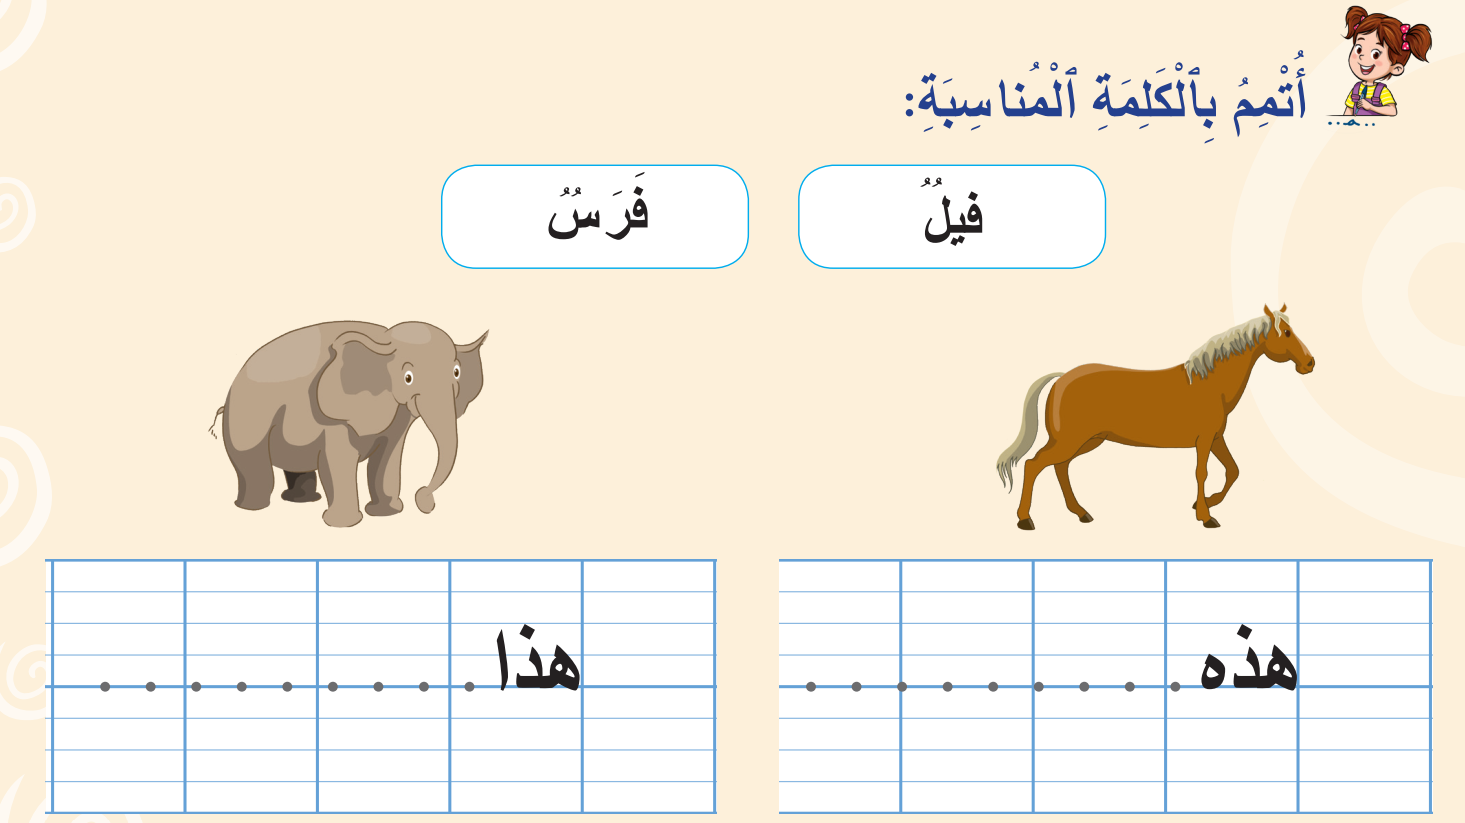 أُتْمِمُ بِٱلْكَلِمَةِ ٱلْمُناسِبَةِ:
فيلٌ فَرَسٌ
هذه . . . . . . . . .
هذا . . . . . . . . .